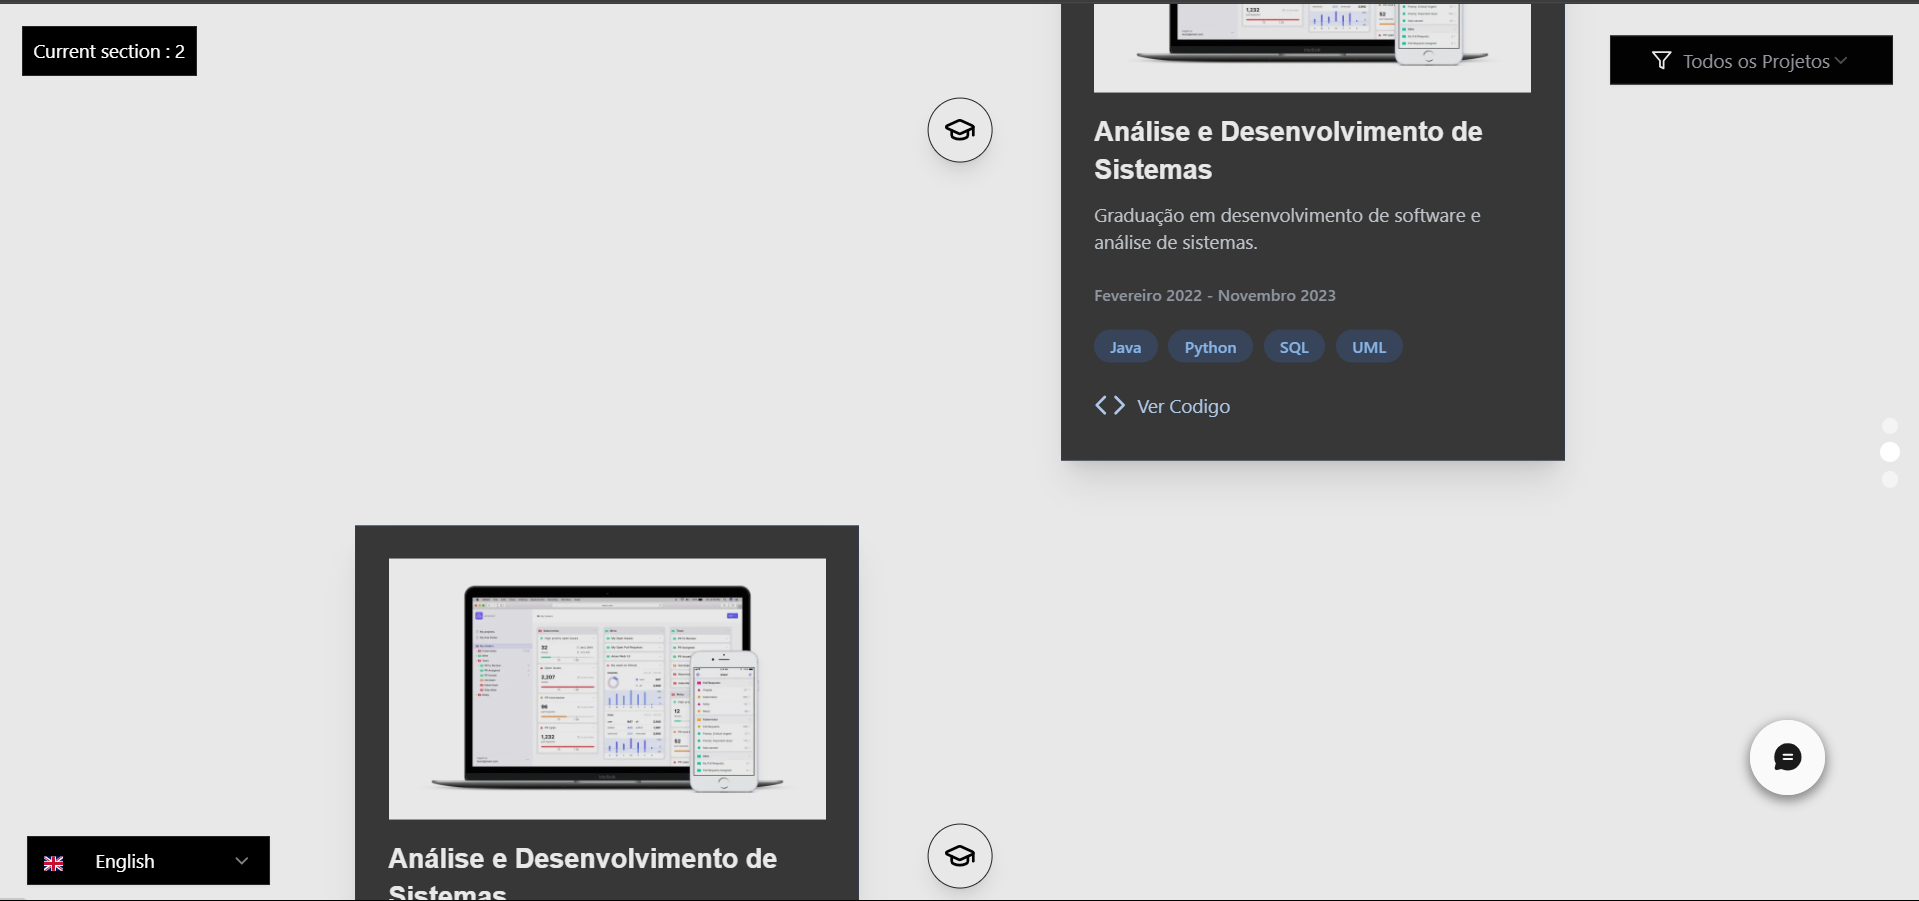 Current section : 2
Todos os Projetos
Análise e Desenvolvimento de
Sistemas
Graduação em desenvolvimento de software e
análise de sistemas.
Fevereiro 2022 - Novembro 2023
Java
Python
SQL
UML
<> Ver Codigo
Análise e Desenvolvimento de
Sistemas
English